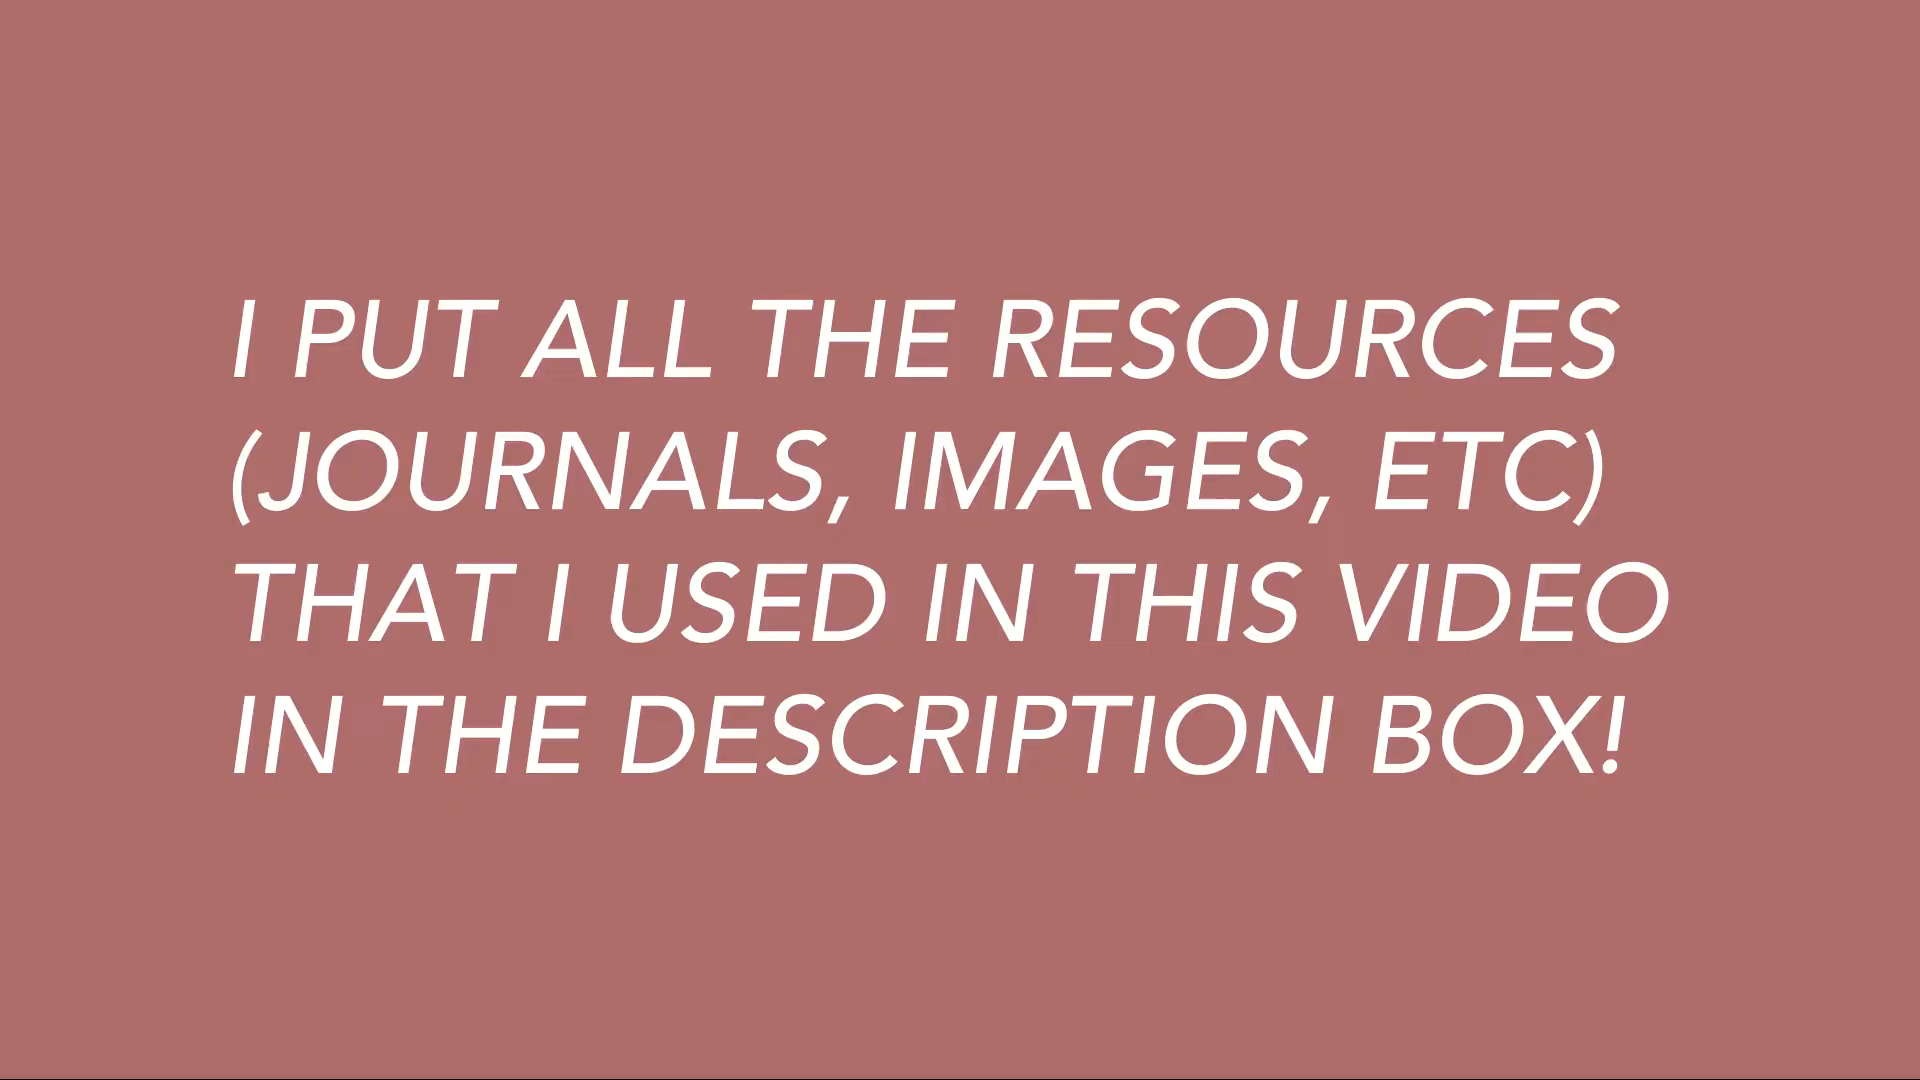 I PUT ALL THE RESOURCES
(JOURNALS, IMAGES, ETC)
THAT I USED IN THIS VIDEO
IN THE DESCRIPTION BOX!